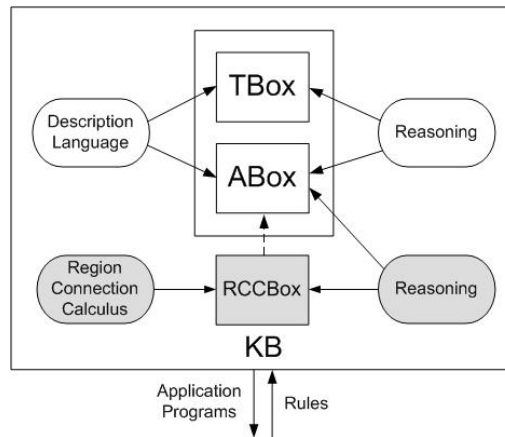 TBox
Description
Language
Reasoning
ABox
Region
Connection
Calculus
RCCBox
Reasoning
KB
Application
Programs
Rules